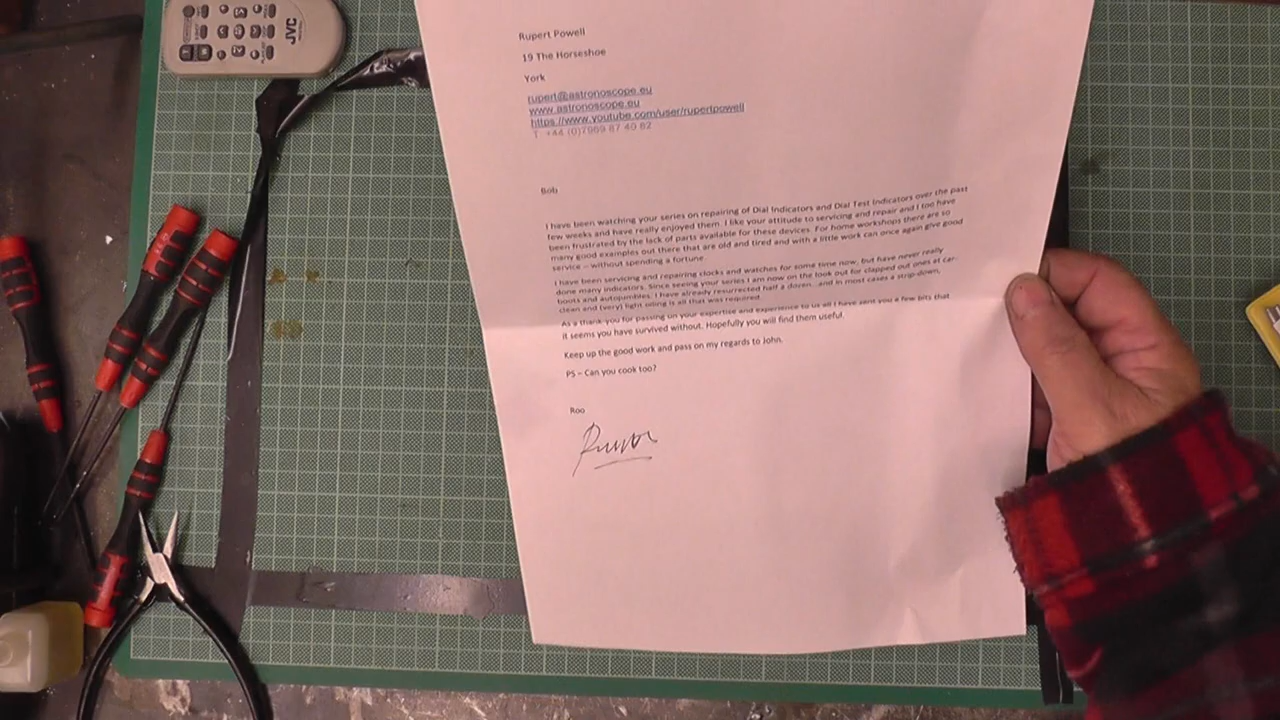 JVC
Rupert Powell
19 The Horseshoe
York
rupert@astronoscope.eu
www.astronoscope.eu
https://www.youtube.com/user/rupertpowell
T: +44 (0)7969 87 40 82
Bob
I have been watching your series on repairing of Dial Indicators and Dial Test Indicators over the past
few weeks and have really enjoyed them. I like your attitude to servicing and repair and I too have
been frustrated by the lack of parts available for these devices. For home workshops there are so
many good examples out there that are old and tired and with a little work can once again give good
service – without spending a fortune.
I have been servicing and repairing clocks and watches for some time now, but have never really
done many indicators. Since seeing your series I am now on the look out for clapped out ones at car-
boots and autojumbles. I have already resurrected half a dozen...and in most cases a strip-down,
clean and (very) light oiling is all that was required.
As a thank-you for passing on your expertise and experience to us all I have sent you a few bits that
it seems you have survived without. Hopefully you will find them useful.
Keep up the good work and pass on my regards to John.
PS – Can you cook too?
Roo